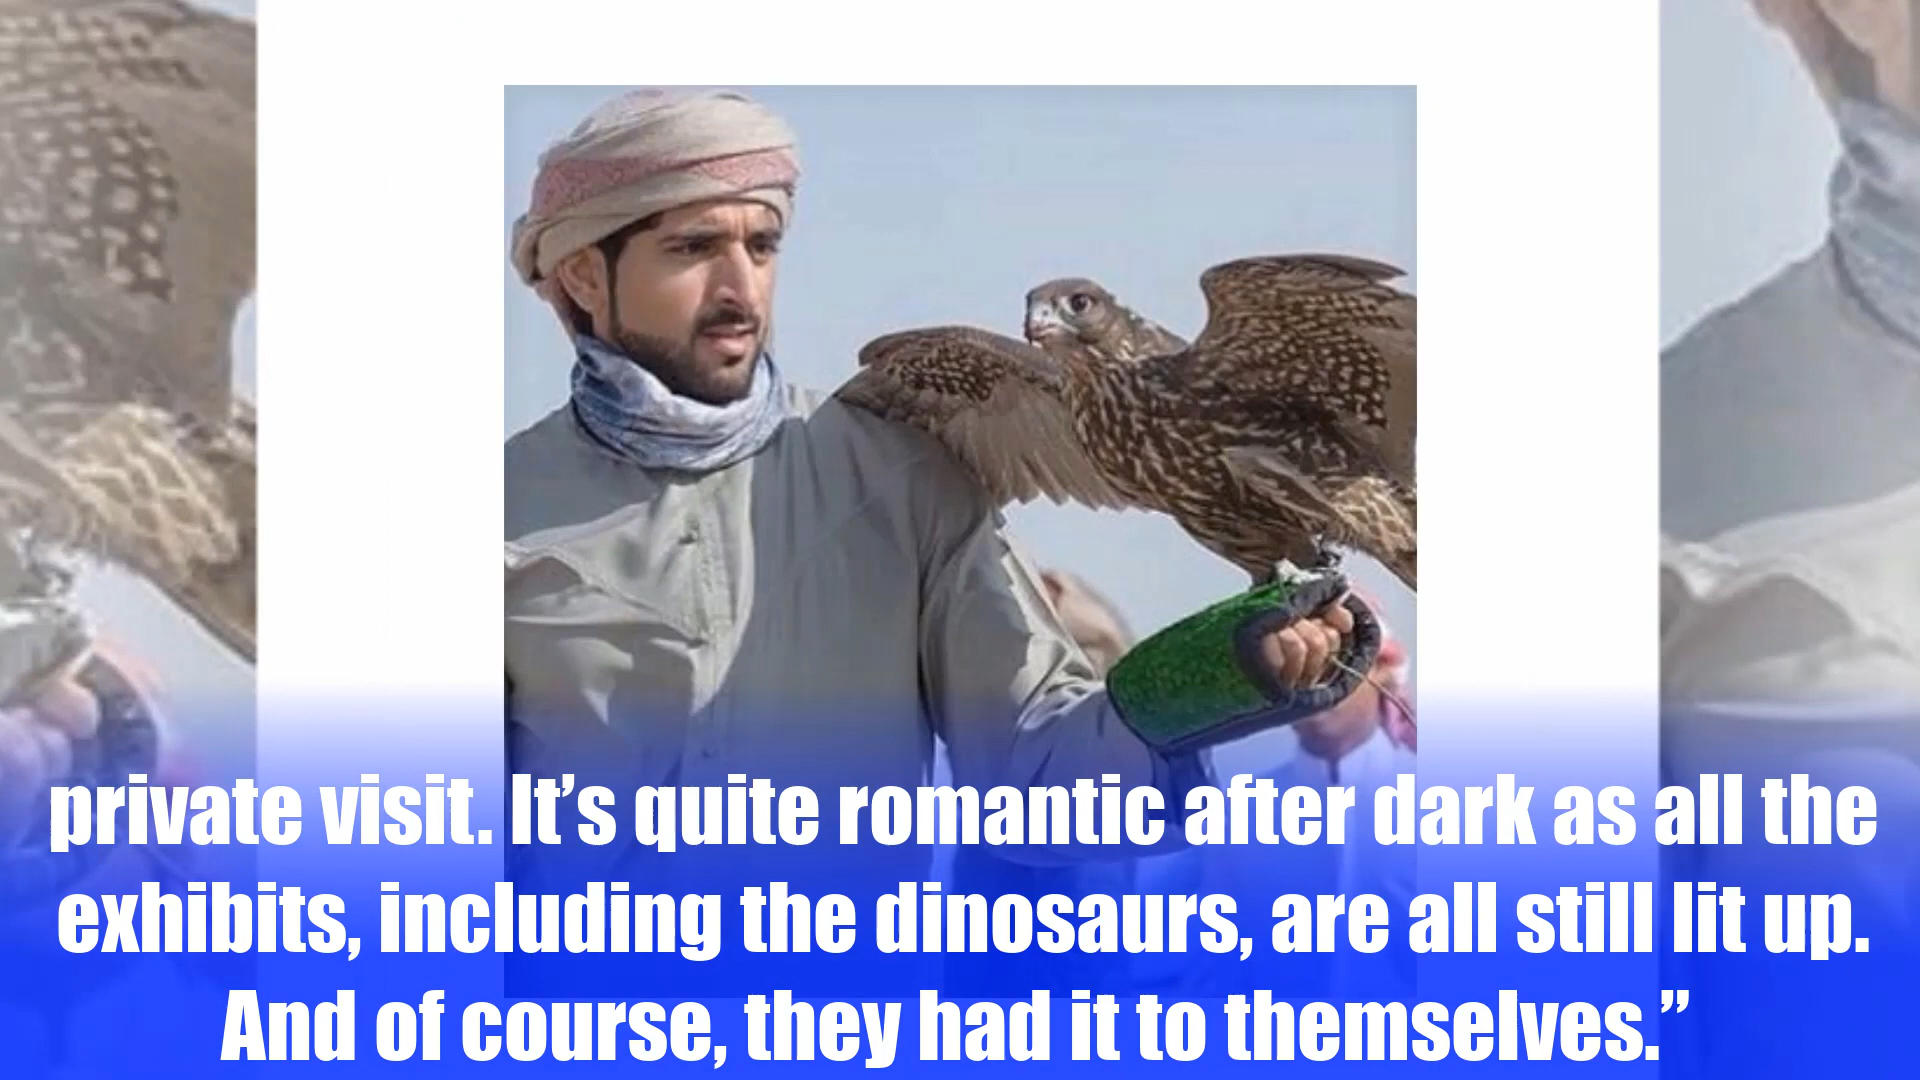 private visit. It’s quite romantic after dark as all the
exhibits, including the dinosaurs, are all still lit up.
And of course, they had it to themselves.”